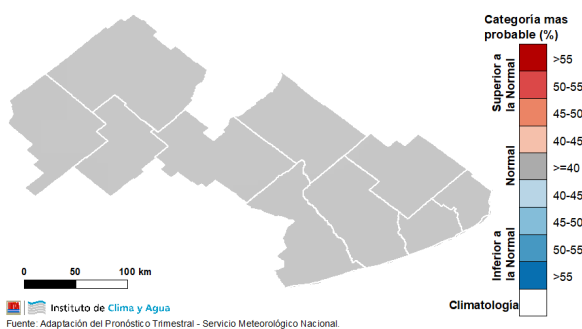 Categoría mas
probable (%)
Superior a
la Normal
>55
50-55
45-50
40-45
Normal
>=40
40-45
45-50
Inferior a
la Normal
50-55
>55
Climatología
0 50 100 km
Instituto de Clima y Agua
Fuente: Adaptación del Pronóstico Trimestral - Servicio Meteorológico Nacional.